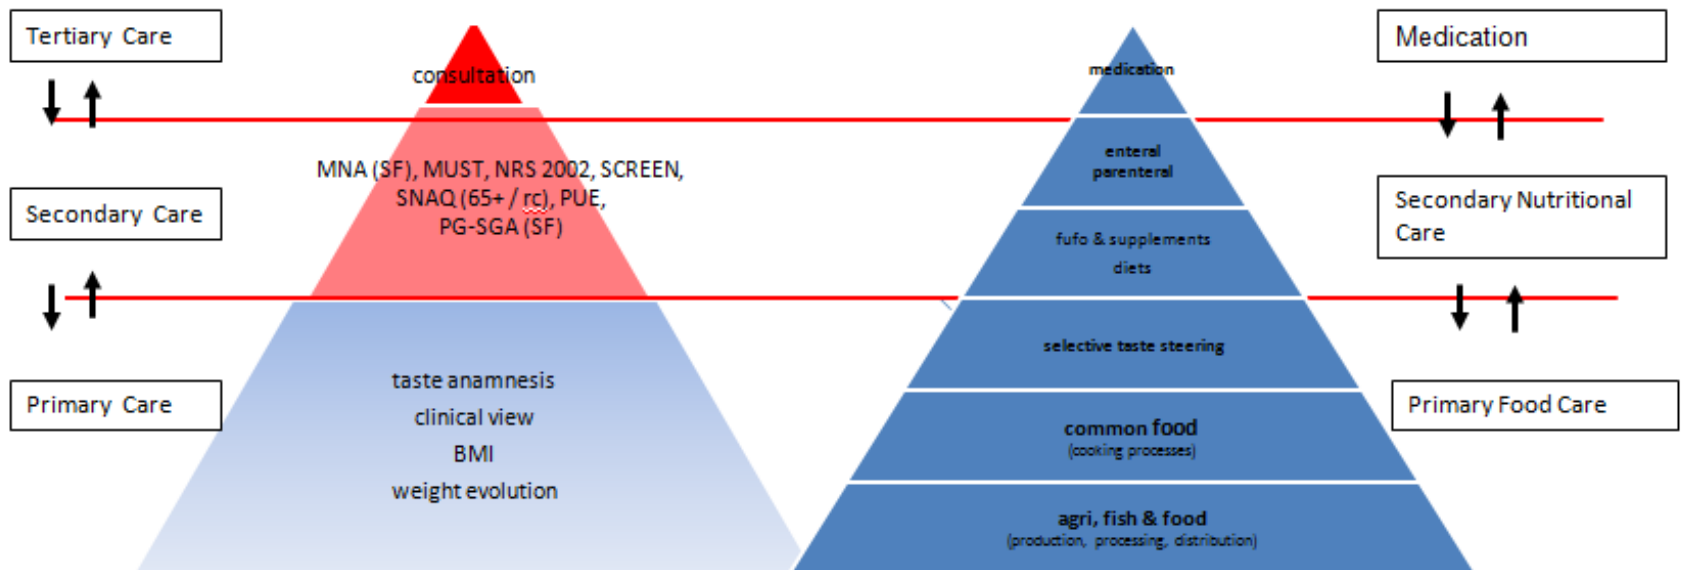 Tertiary Care
consultation
medication
Medication
MNA (SF), MUST, NRS 2002, SCREEN,
SNAQ (65+ / rc), PUE,
PG-SGA (SF)
enteral
parenteral
Secondary Care
fufo & supplements
diets
Secondary Nutritional
Care
Primary Care
taste anamnesis
clinical view
BMI
weight evolution
selective taste steering
common food
(cooking processes)
agri, fish & food
(production, processing, distribution)
Primary Food Care